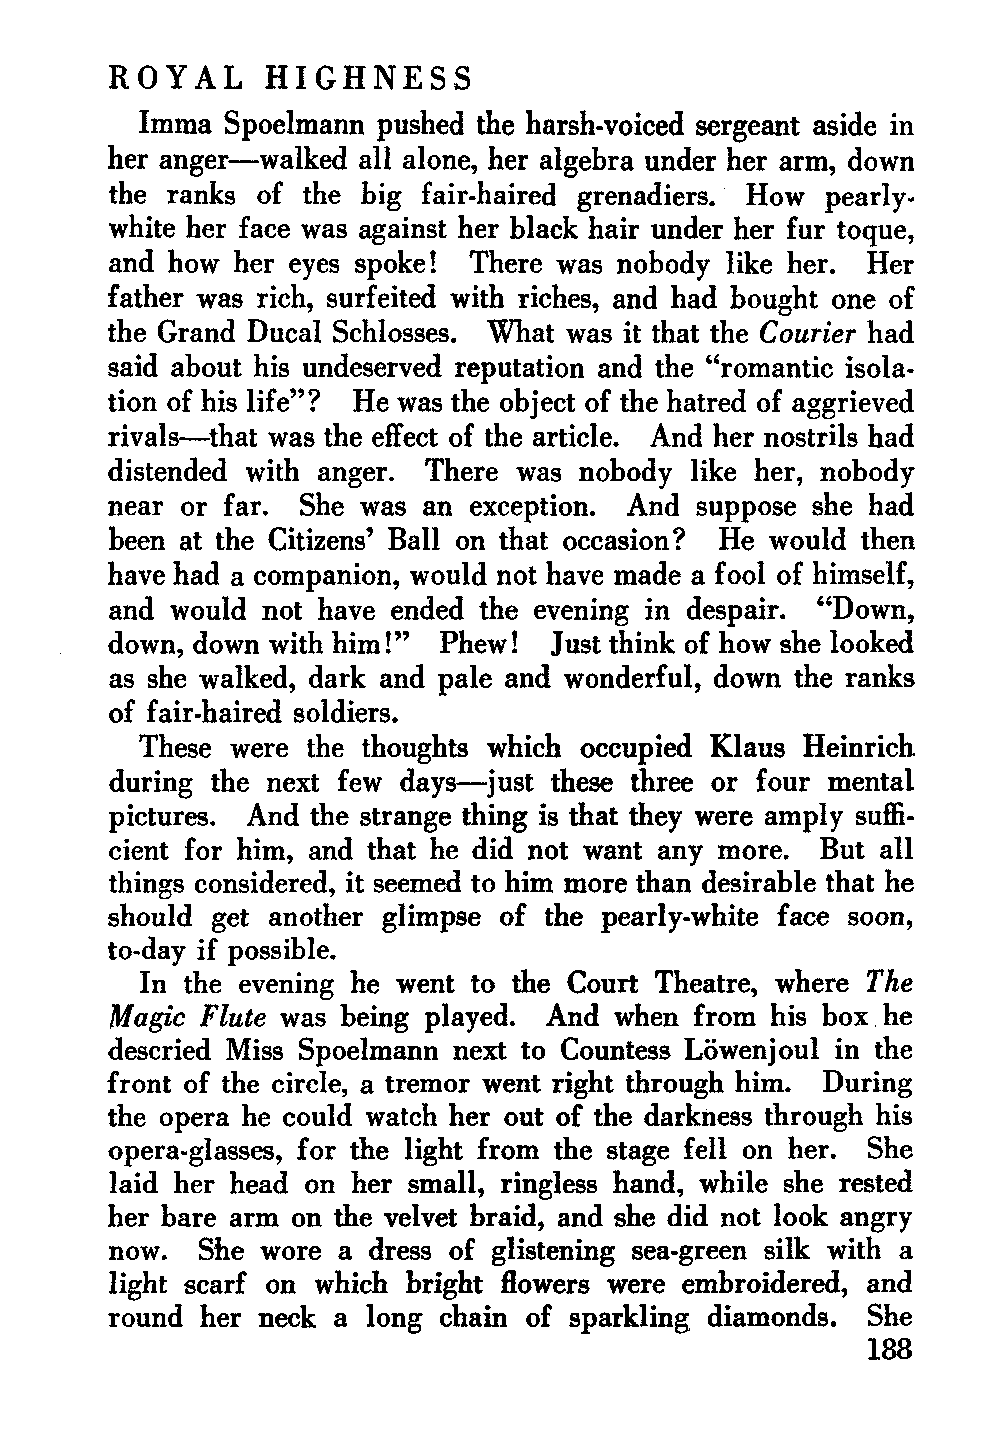 ROYAL HIGHNESS
Imma Spoelmann pushed the harsh-voiced sergeant aside in
her anger—walked all alone, her algebra under her arm, down
the ranks of the big fair-haired grenadiers. How pearly-
white her face was against her black hair under her fur toque,
and how her eyes spoke! There was nobody like her. Her
father was rich, surfeited with riches, and had bought one of
the Grand Ducal Schlosses. What was it that the Courier had
said about his undeserved reputation and the “romantic isola-
tion of his life”? He was the object of the hatred of aggrieved
rivals—that was the effect of the article. And her nostrils had
distended with anger. There was nobody like her, nobody
near or far. She was an exception. And suppose she had
been at the Citizens’ Ball on that occasion? He would then
have had a companion, would not have made a fool of himself,
and would not have ended the evening in despair. “Down,
down, down with him!” Phew! Just think of how she looked
as she walked, dark and pale and wonderful, down the ranks
of fair-haired soldiers.
These were the thoughts which occupied Klaus Heinrich
during the next few days—just these three or four mental
pictures. And the strange thing is that they were amply suffi-
cient for him, and that he did not want any more. But all
things considered, it seemed to him more than desirable that he
should get another glimpse of the pearly-white face soon,
to-day if possible.
In the evening he went to the Court Theatre, where The
Magic Flute was being played. And when from his box he
descried Miss Spoelmann next to Countess Löwenjoul in the
front of the circle, a tremor went right through him. During
the opera he could watch her out of the darkness through his
opera-glasses, for the light from the stage fell on her. She
laid her head on her small, ringless hand, while she rested
her bare arm on the velvet braid, and she did not look angry
now. She wore a dress of glistening sea-green silk with a
light scarf on which bright flowers were embroidered, and
round her neck a long chain of sparkling diamonds. She
188